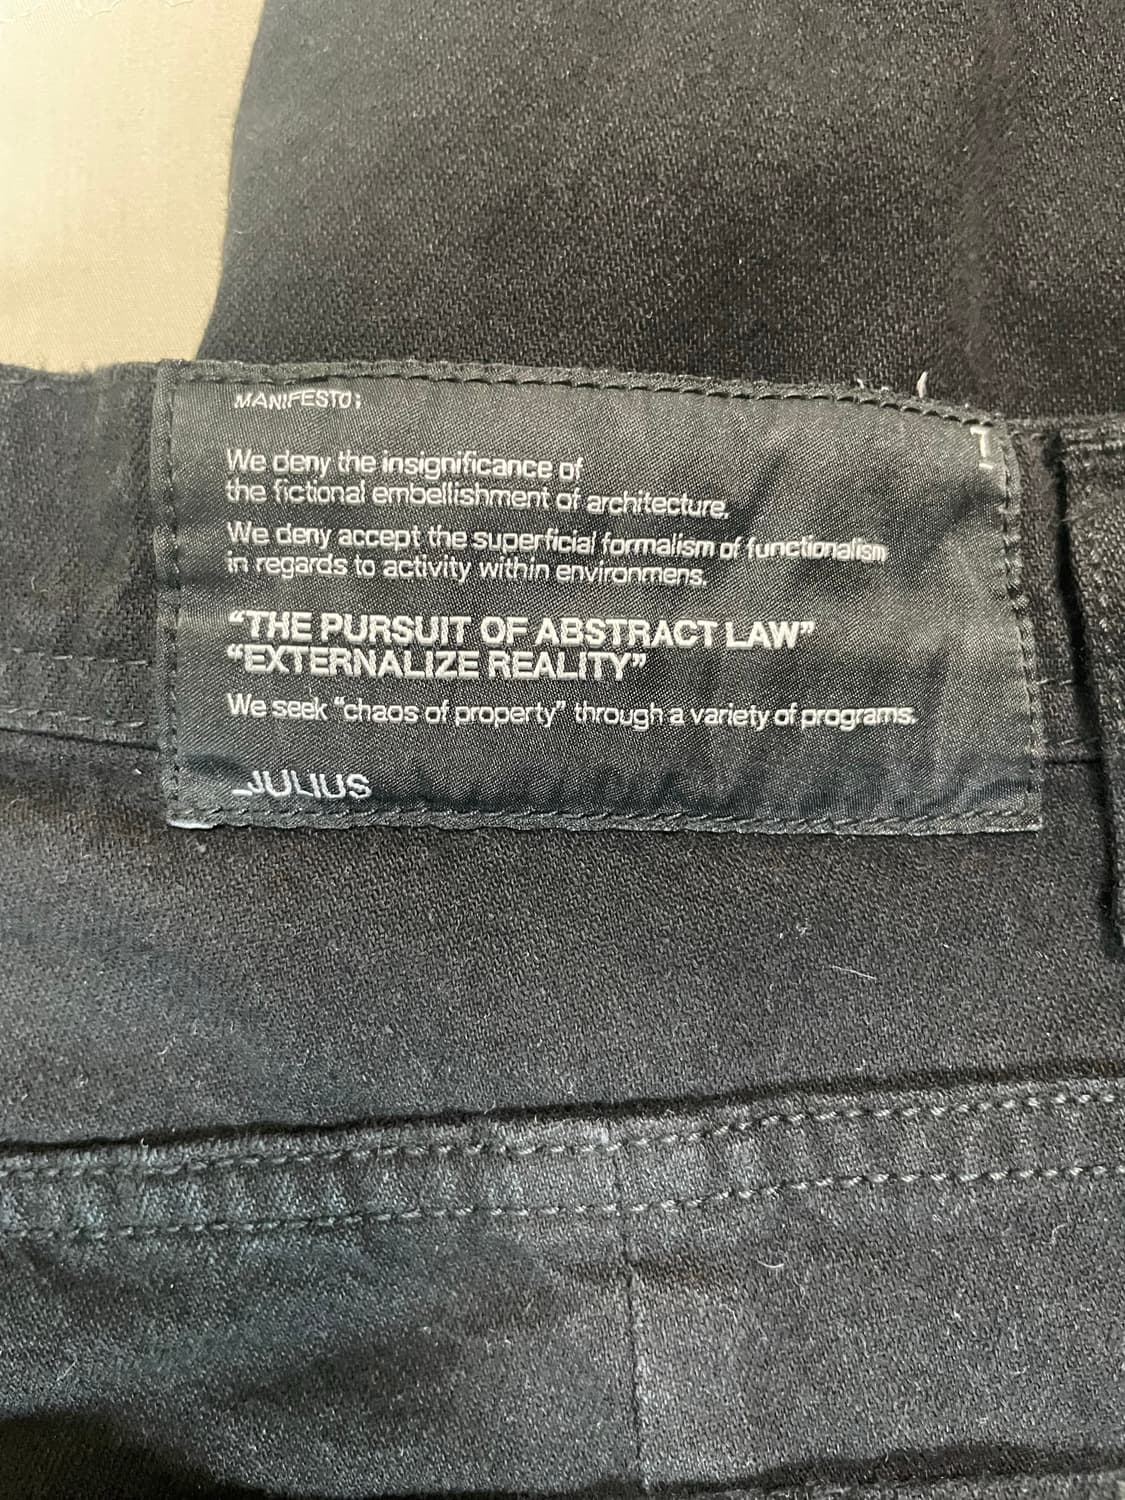 MANIFESTO;
We deny the insignificance of
the fictional embellishment of architecture.
We deny accept the superficial formalism of functionalism
in regards to activity within environmens.
“THE PURSUIT OF ABSTRACT LAW”
“EXTERNALIZE REALITY”
We seek “chaos of property” through a variety of programs.
_JULIUS